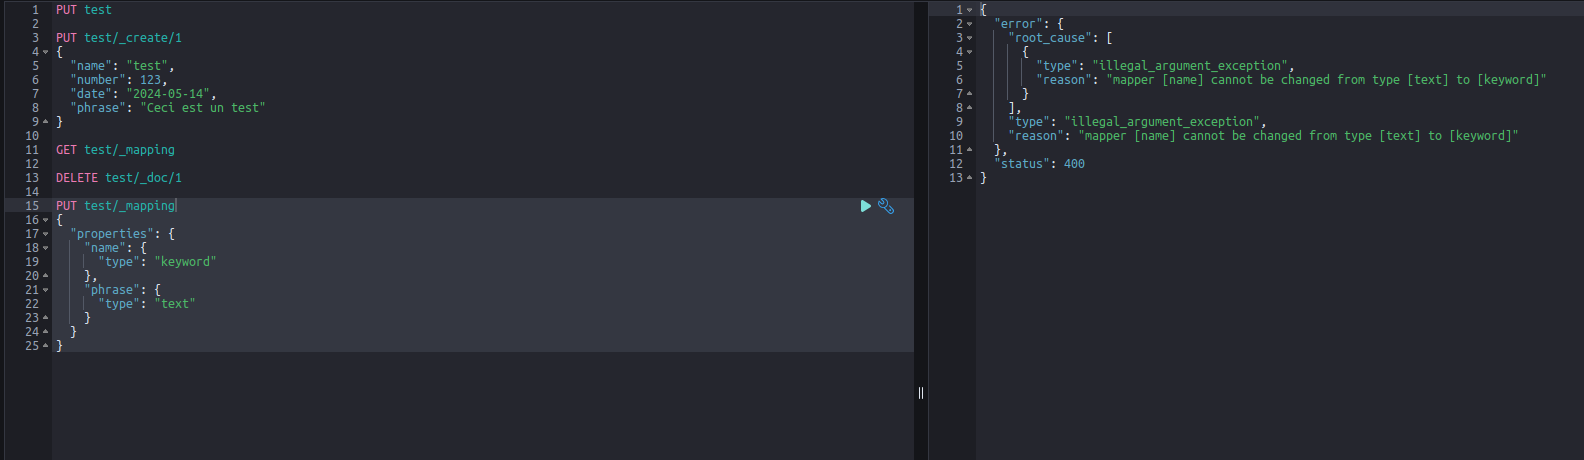 1 PUT test
2
3 PUT test/_create/1
4 {
5 "name": "test",
6 "number": 123,
7 "date": "2024-05-14",
8 "phrase": "Ceci est un test"
9 }
10
11 GET test/_mapping
12
13 DELETE test/_doc/1
14
15 PUT test/_mapping
16 {
17 "properties": {
18 "name": {
19 "type": "keyword"
20 },
21 "phrase": {
22 "type": "text"
23 }
24 }
25 }
1 {
2 "error": {
3 "root_cause": [
4 {
5 "type": "illegal_argument_exception",
6 "reason": "mapper [name] cannot be changed from type [text] to [keyword]"
7 }
8 ],
9 "type": "illegal_argument_exception",
10 "reason": "mapper [name] cannot be changed from type [text] to [keyword]"
11 },
12 "status": 400
13 }